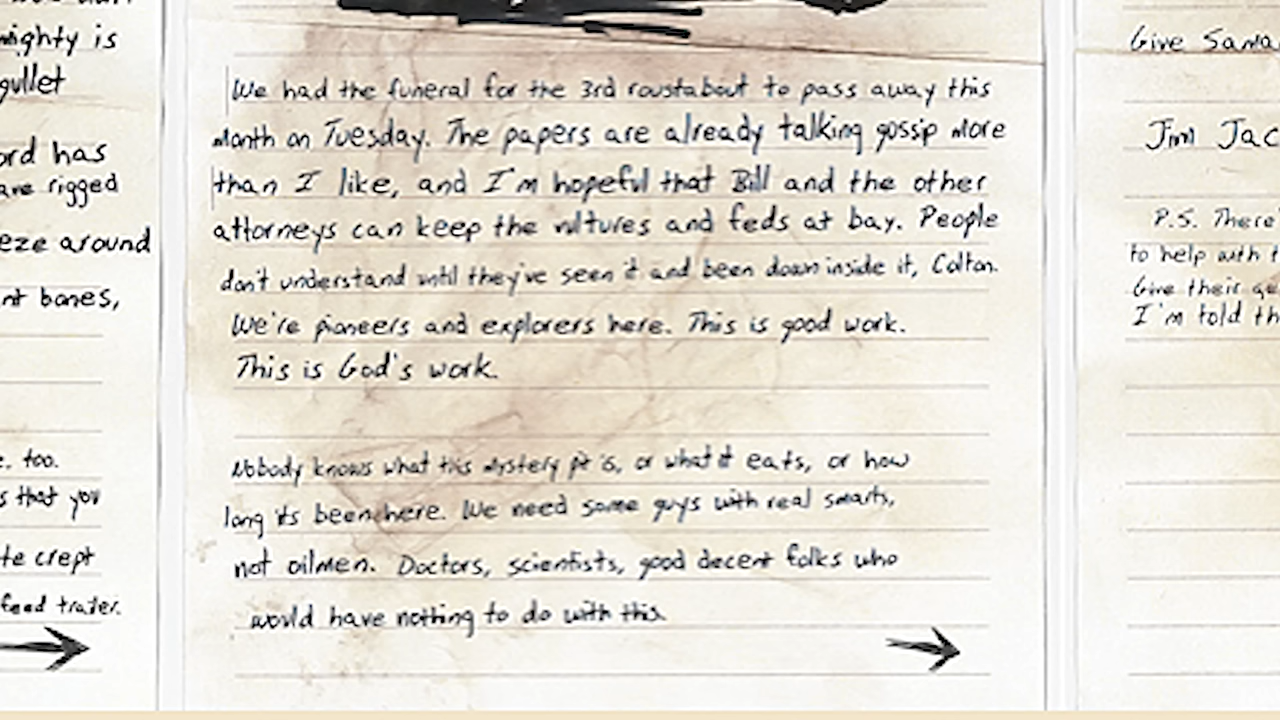 mighty is
gullet
ord has
are rigged
eze around
nt bones,
e, too.
s that you
te crept
feed trailer.
We had the funeral for the 3rd roustabout to pass away this
month on Tuesday. The papers are already talking gossip more
than I like, and I'm hopeful that Bill and the other
attorneys can keep the vultures and feds at bay. People
don't understand until they've seen it and been down inside it, Colton.
We're pioneers and explorers here. This is good work.
This is God's work.
Nobody knows what this mystery pit is, or what it eats, or how
long its been here. We need some guys with real smarts,
not oilmen. Doctors, scientists, good decent folks who
would have nothing to do with this.
Give Sama
Jim Jac
P.S. There
to help with t
Give their ge
I'm told th